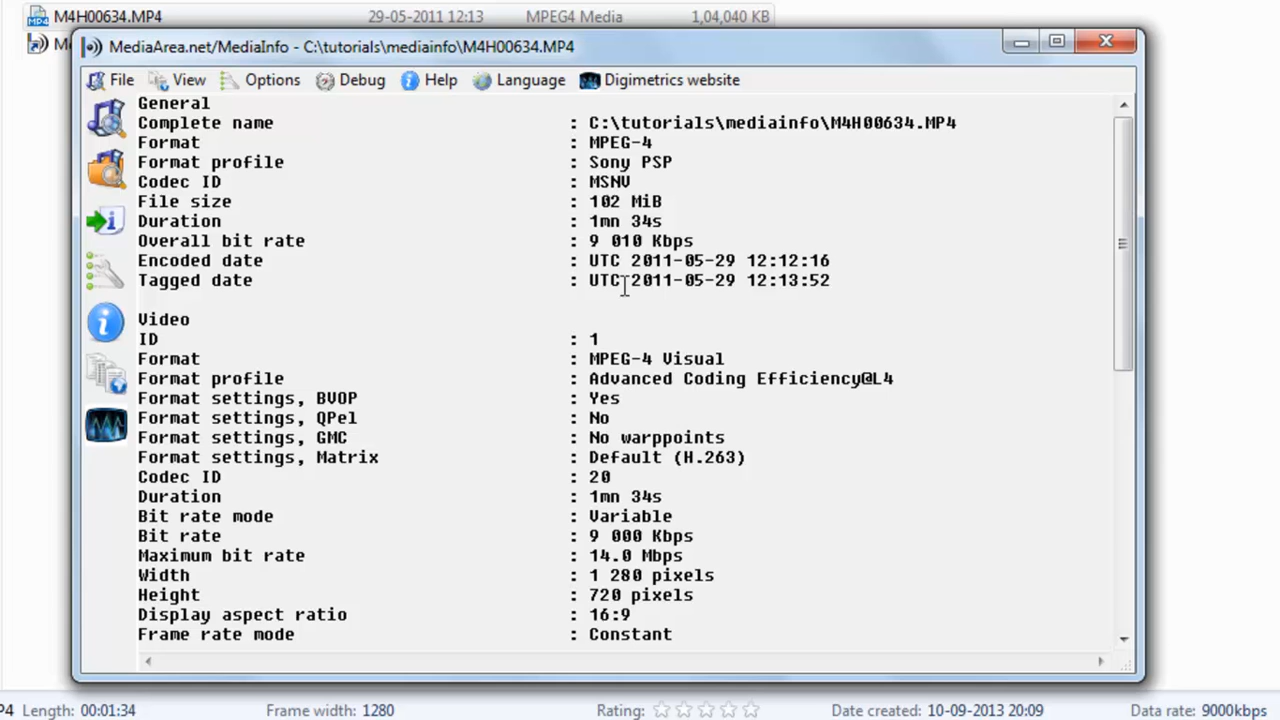 M4H00634.MP4 29-05-2011 12:13 MPEG4 Media 1,04,040 KB
MediaArea.net/MediaInfo - C:\tutorials\mediainfo\M4H00634.MP4
File View Options Debug Help Language Digimetrics website
General
Complete name : C:\tutorials\mediainfo\M4H00634.MP4
Format : MPEG-4
Format profile : Sony PSP
Codec ID : MSNV
File size : 102 MiB
Duration : 1mn 34s
Overall bit rate : 9 010 Kbps
Encoded date : UTC 2011-05-29 12:12:16
Tagged date : UTC 2011-05-29 12:13:52
Video
ID : 1
Format : MPEG-4 Visual
Format profile : Advanced Coding Efficiency@L4
Format settings, BVOP : Yes
Format settings, QPel : No
Format settings, GMC : No warppoints
Format settings, Matrix : Default (H.263)
Codec ID : 20
Duration : 1mn 34s
Bit rate mode : Variable
Bit rate : 9 000 Kbps
Maximum bit rate : 14.0 Mbps
Width : 1 280 pixels
Height : 720 pixels
Display aspect ratio : 16:9
Frame rate mode : Constant
P4 Length: 00:01:34 Frame width: 1280 Rating: Date created: 10-09-2013 20:09 Data rate: 9000kbps